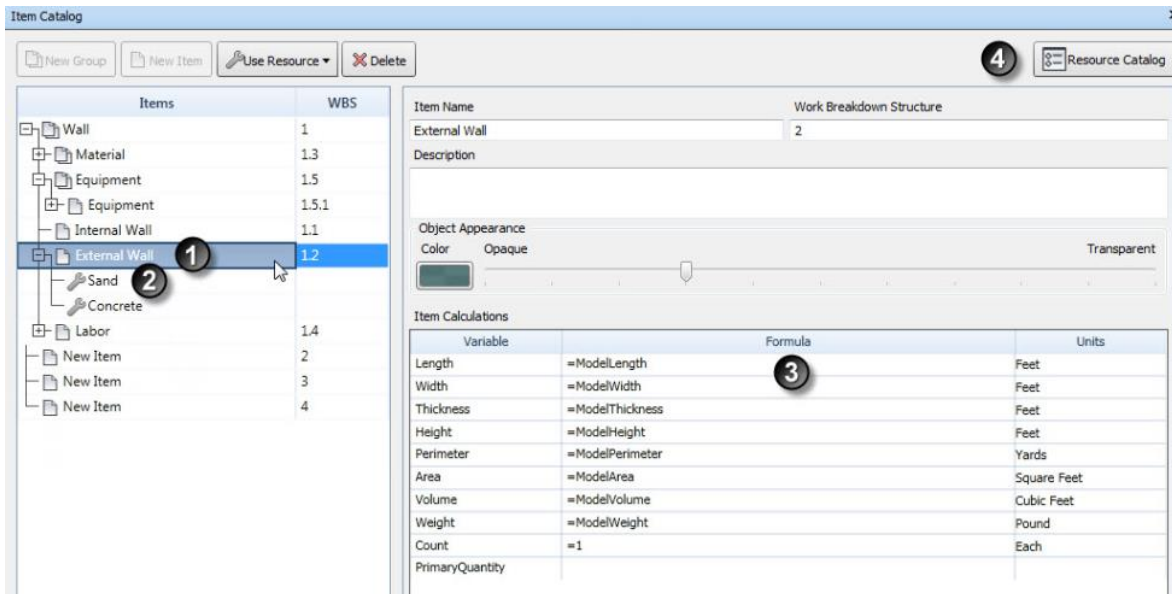 Item Catalog
New Group New Item Use Resource Delete 4 Resource Catalog
Items WBS
Wall 1
Material 1.3
Equipment 1.5
Equipment 1.5.1
Internal Wall 1.1
External Wall 1 1.2
Sand 2
Concrete
Labor 1.4
New Item 2
New Item 3
New Item 4
Item Name Work Breakdown Structure
External Wall 2
Description
Object Appearance
Color Opaque Transparent
Item Calculations
Variable Formula Units
Length =ModelLength 3 Feet
Width =ModelWidth Feet
Thickness =ModelThickness Feet
Height =ModelHeight Feet
Perimeter =ModelPerimeter Yards
Area =ModelArea Square Feet
Volume =ModelVolume Cubic Feet
Weight =ModelWeight Pound
Count =1 Each
PrimaryQuantity